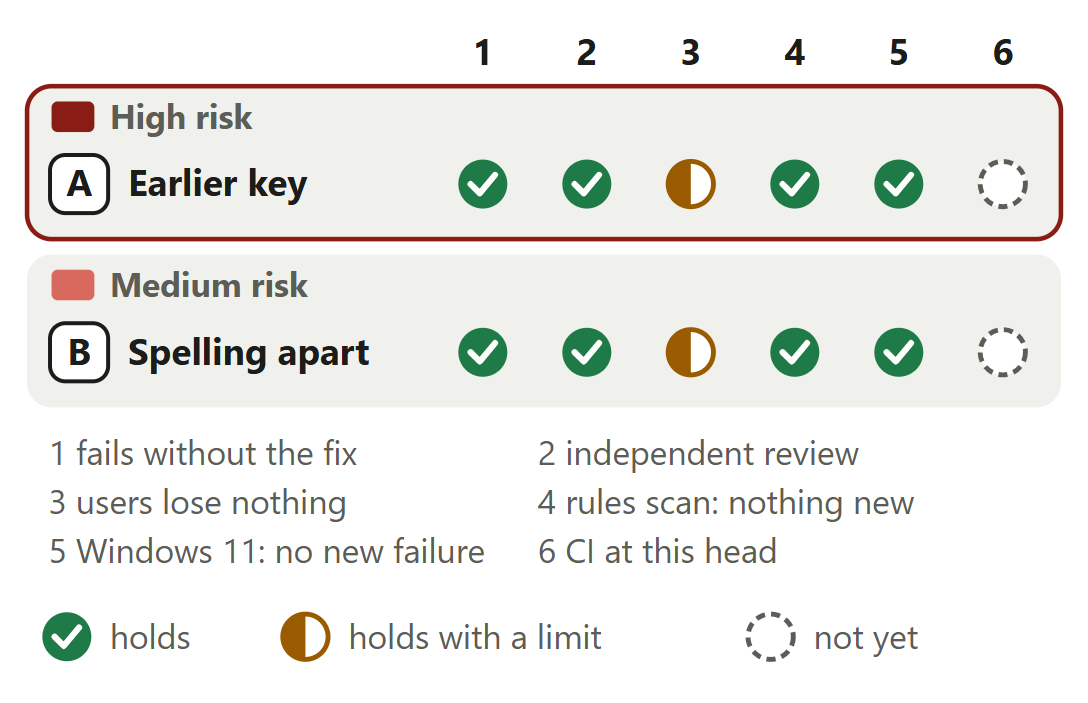 1 2 3 4 5 6
High risk
A Earlier key
Medium risk
B Spelling apart
1 fails without the fix
2 independent review
3 users lose nothing
4 rules scan: nothing new
5 Windows 11: no new failure
6 CI at this head
holds
holds with a limit
not yet